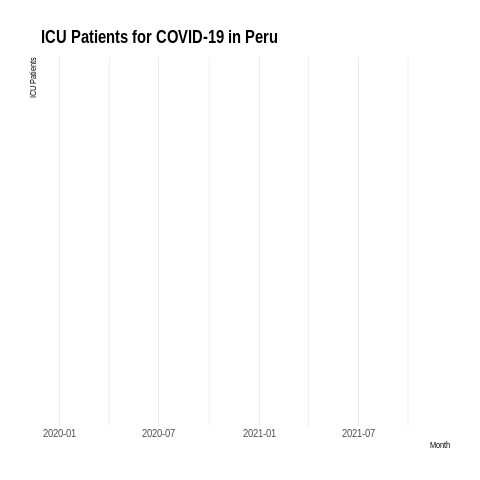 ICU Patients for COVID-19 in Peru
ICU Patients
2020-01
2020-07
2021-01
2021-07
Month